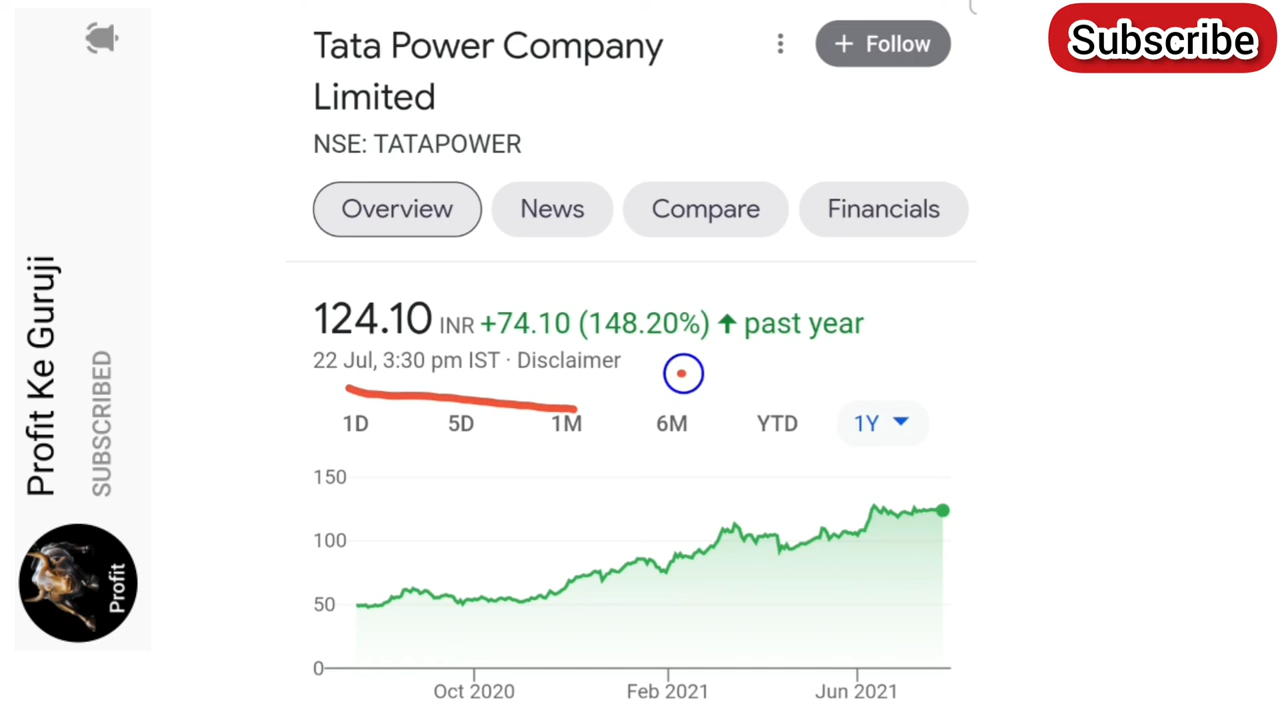 Profit Ke Guruji
SUBSCRIBED
Profit
Subscribe
Tata Power Company
Limited
+ Follow
NSE: TATAPOWER
Overview
News
Compare
Financials
124.10 INR +74.10 (148.20%) ↑ past year
22 Jul, 3:30 pm IST · Disclaimer
1D 5D 1M 6M YTD 1Y
150
100
50
0
Oct 2020 Feb 2021 Jun 2021